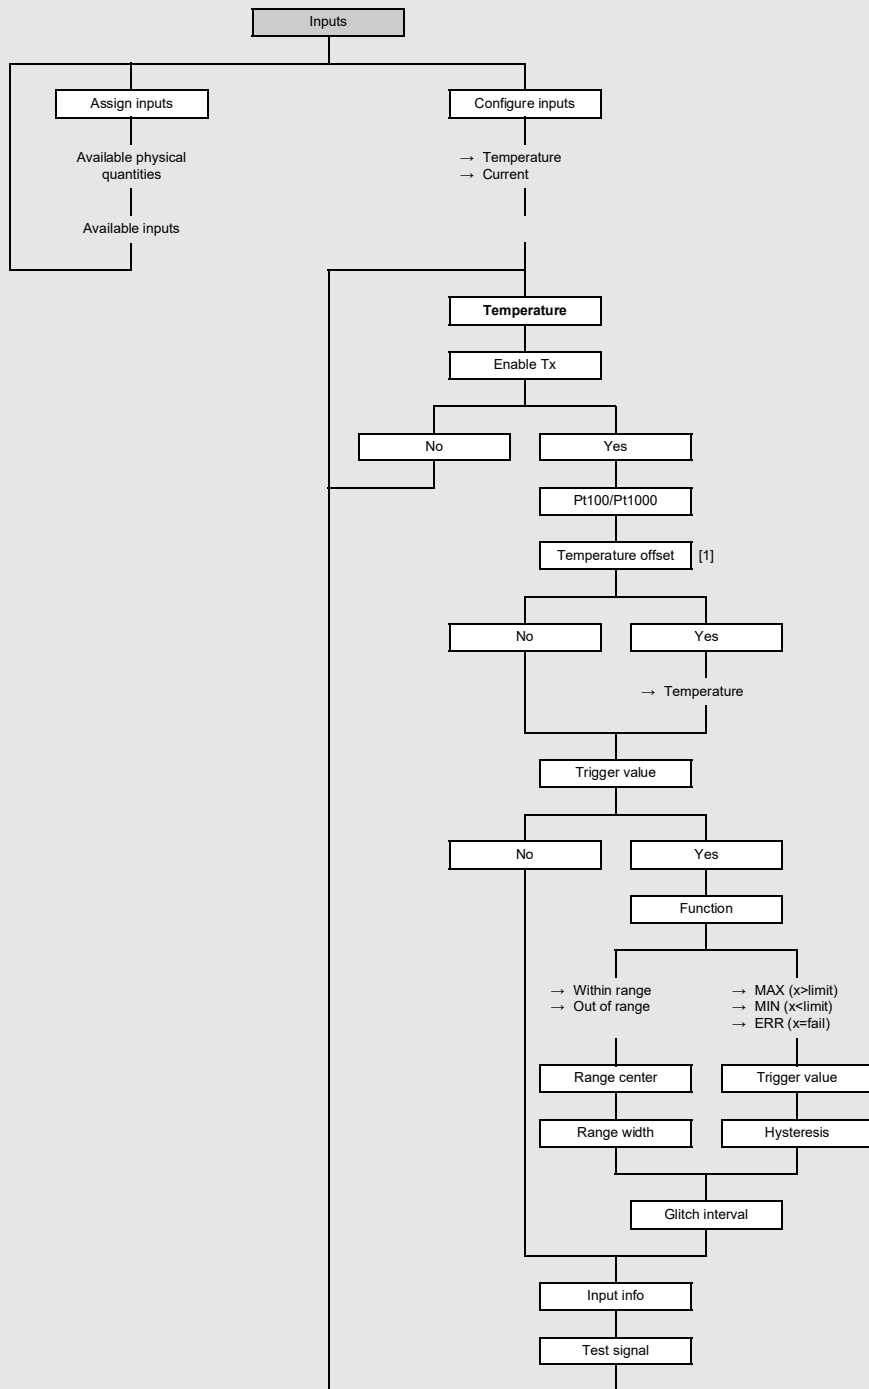 Inputs
Assign inputs
Configure inputs
Available physical
quantities
→ Temperature
→ Current
Available inputs
Temperature
Enable Tx
No
Yes
Pt100/Pt1000
Temperature offset [1]
No
Yes
→ Temperature
Trigger value
No
Yes
Function
→ Within range
→ Out of range
→ MAX (x>limit)
→ MIN (x<limit)
→ ERR (x=fail)
Range center
Trigger value
Range width
Hysteresis
Glitch interval
Input info
Test signal